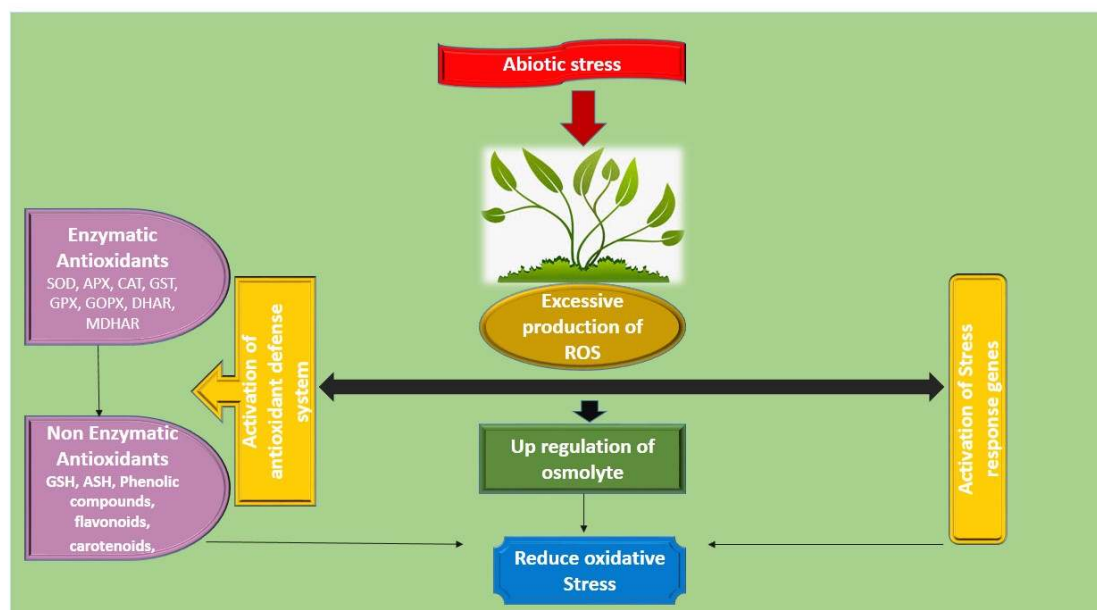 Abiotic stress
Excessive
production of
ROS
Enzymatic
Antioxidants
SOD, APX, CAT, GST,
GPX, GOPX, DHAR,
MDHAR
Activation of
antioxidant defense
system
Non Enzymatic
Antioxidants
GSH, ASH, Phenolic
compounds,
flavonoids,
carotenoids,
Up regulation of
osmolyte
Activation of Stress
response genes
Reduce oxidative
Stress